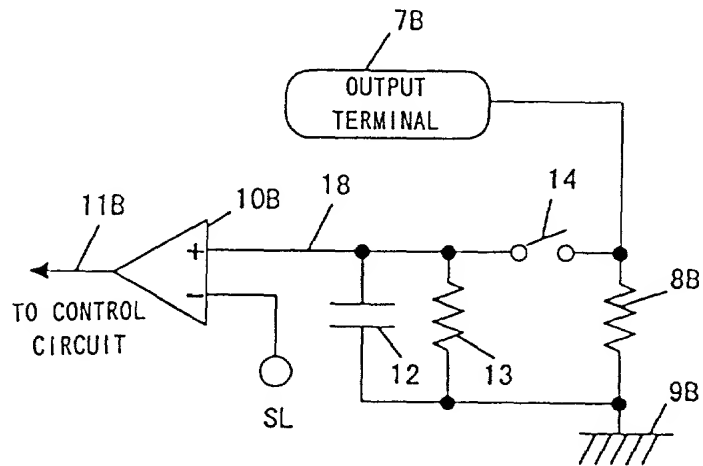 7B
OUTPUT
TERMINAL
14
18
10B
11B
+
−
8B
TO CONTROL
CIRCUIT
12
13
9B
SL